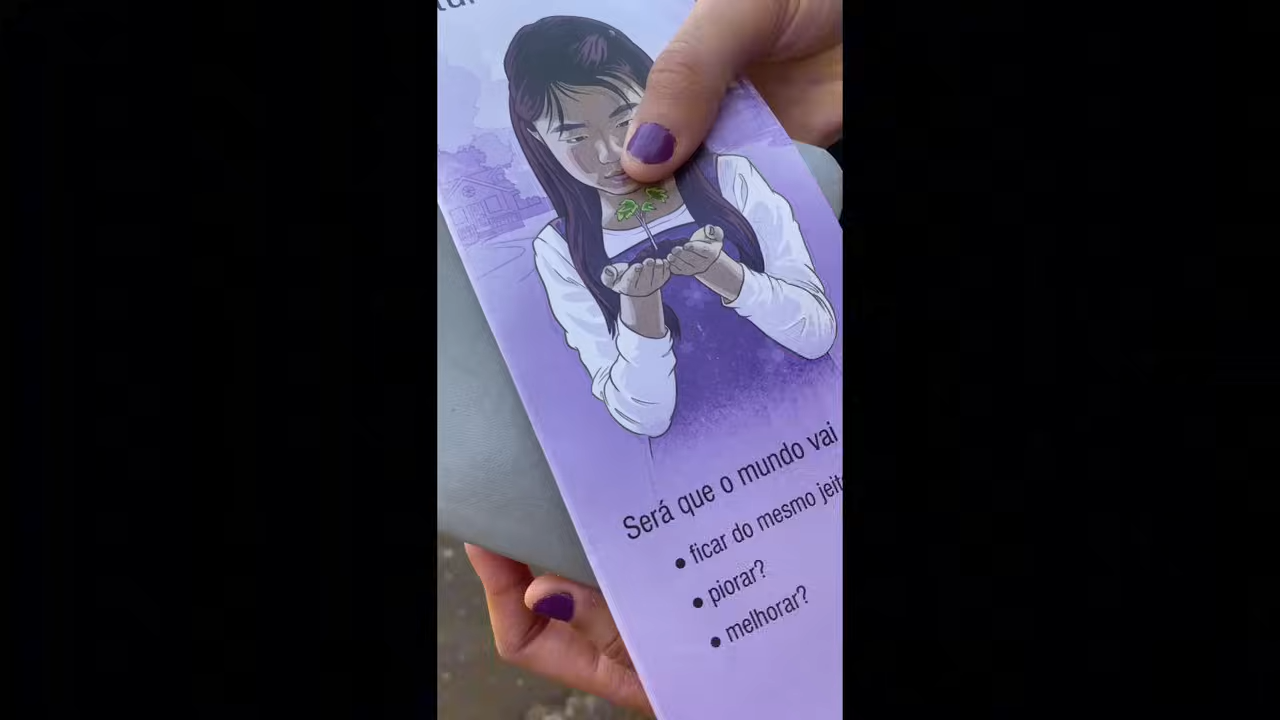 Será que o mundo vai
• ficar do mesmo
• piorar?
• melhorar?